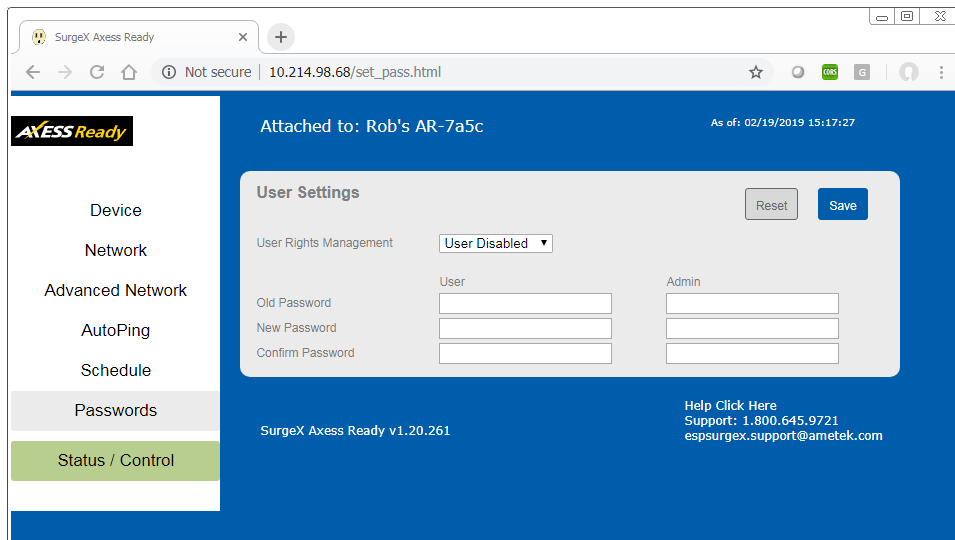 SurgeX Axess Ready
Not secure | 10.214.98.68/set_pass.html
CORS
G
AXESS Ready
Attached to: Rob's AR-7a5c
As of: 02/19/2019 15:17:27
Device
Network
Advanced Network
AutoPing
Schedule
Passwords
Status / Control
User Settings
Reset
Save
User Rights Management
User Disabled
User
Admin
Old Password
New Password
Confirm Password
SurgeX Axess Ready v1.20.261
Help Click Here
Support: 1.800.645.9721
espsurgex.support@ametek.com